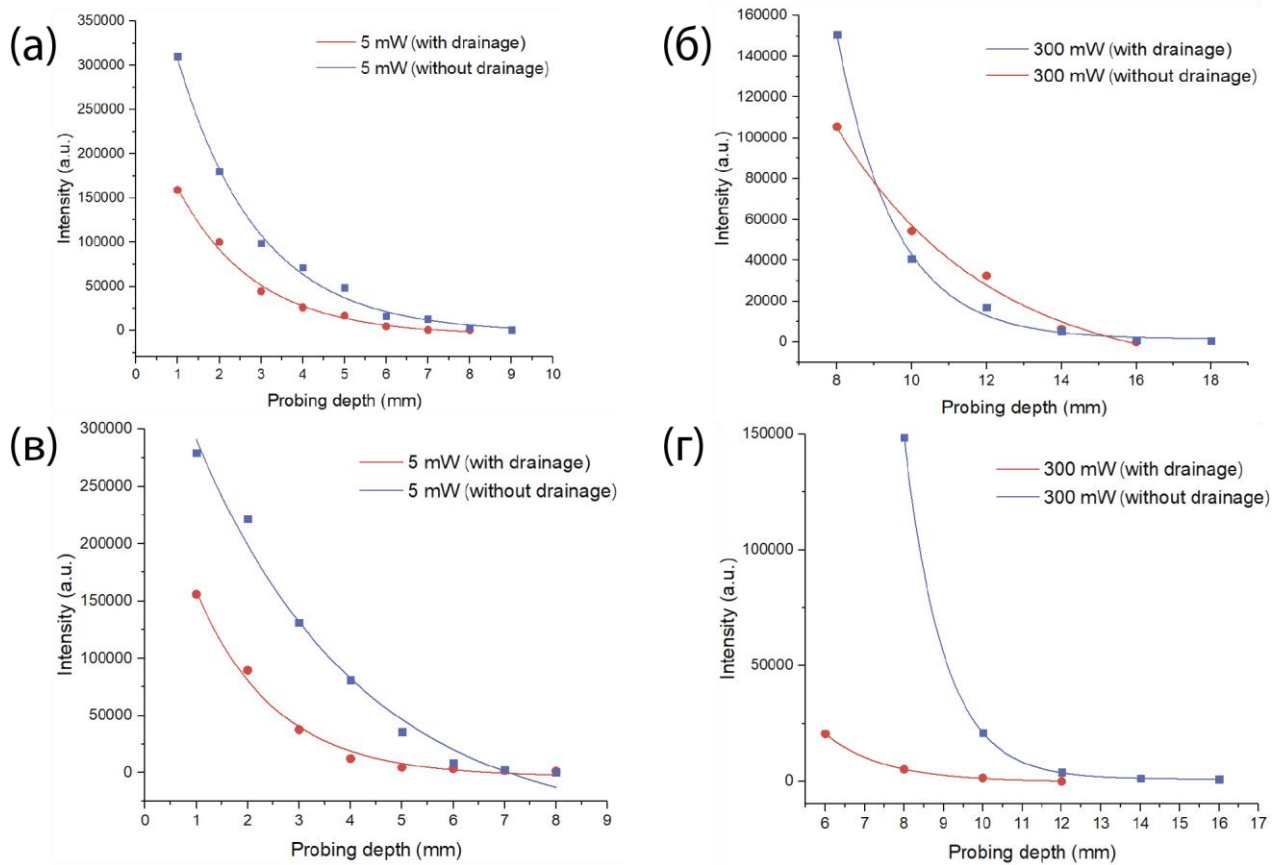 (а)
350000
300000
250000
200000
150000
100000
50000
0
Intensity (a.u.)
5 mW (with drainage)
5 mW (without drainage)
0 1 2 3 4 5 6 7 8 9 10
Probing depth (mm)
(б)
160000
140000
120000
100000
80000
60000
40000
20000
0
Intensity (a.u.)
300 mW (with drainage)
300 mW (without drainage)
8 10 12 14 16 18
Probing depth (mm)
(в)
300000
250000
200000
150000
100000
50000
0
Intensity (a.u.)
5 mW (with drainage)
5 mW (without drainage)
0 1 2 3 4 5 6 7 8 9
Probing depth (mm)
(г)
150000
100000
50000
0
Intensity (a.u.)
300 mW (with drainage)
300 mW (without drainage)
6 7 8 9 10 11 12 13 14 15 16 17
Probing depth (mm)